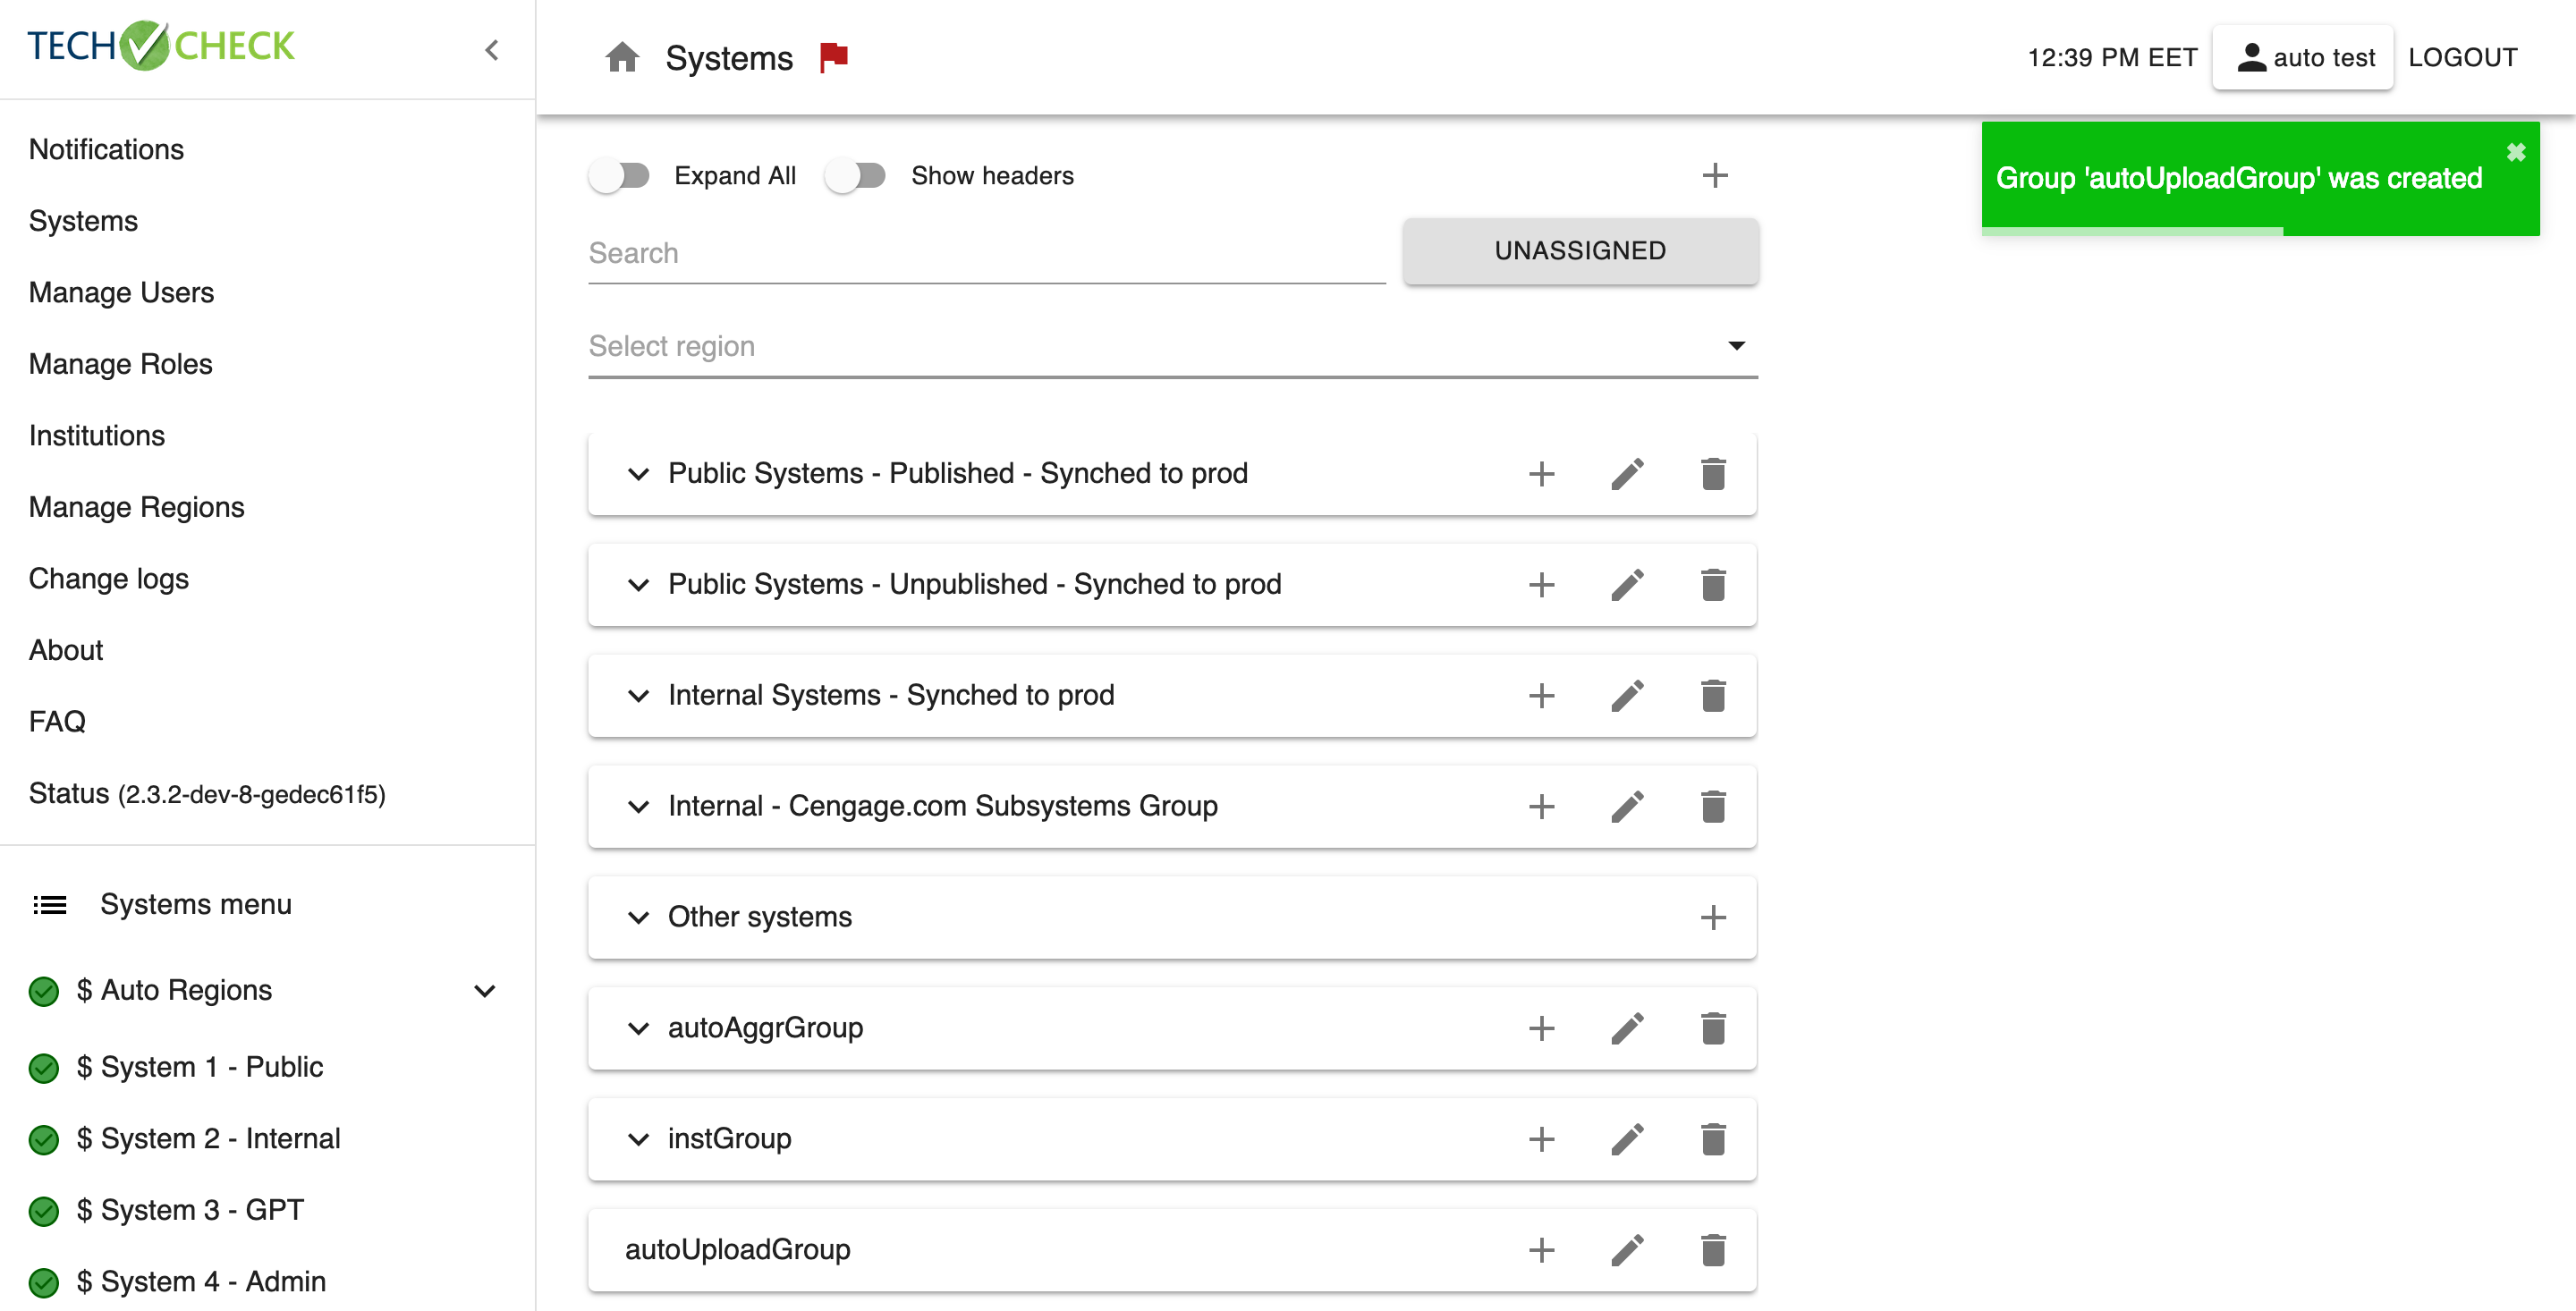 TECH CHECK
Notifications
Systems
Manage Users
Manage Roles
Institutions
Manage Regions
Change logs
About
FAQ
Status (2.3.2-dev-8-gedec61f5)
Systems menu
$ Auto Regions
$ System 1 - Public
$ System 2 - Internal
$ System 3 - GPT
$ System 4 - Admin
Systems
12:39 PM EET
auto test
LOGOUT
Expand All
Show headers
Search
UNASSIGNED
Select region
Public Systems - Published - Synched to prod
Public Systems - Unpublished - Synched to prod
Internal Systems - Synched to prod
Internal - Cengage.com Subsystems Group
Other systems
autoAggrGroup
instGroup
autoUploadGroup
Group 'autoUploadGroup' was created